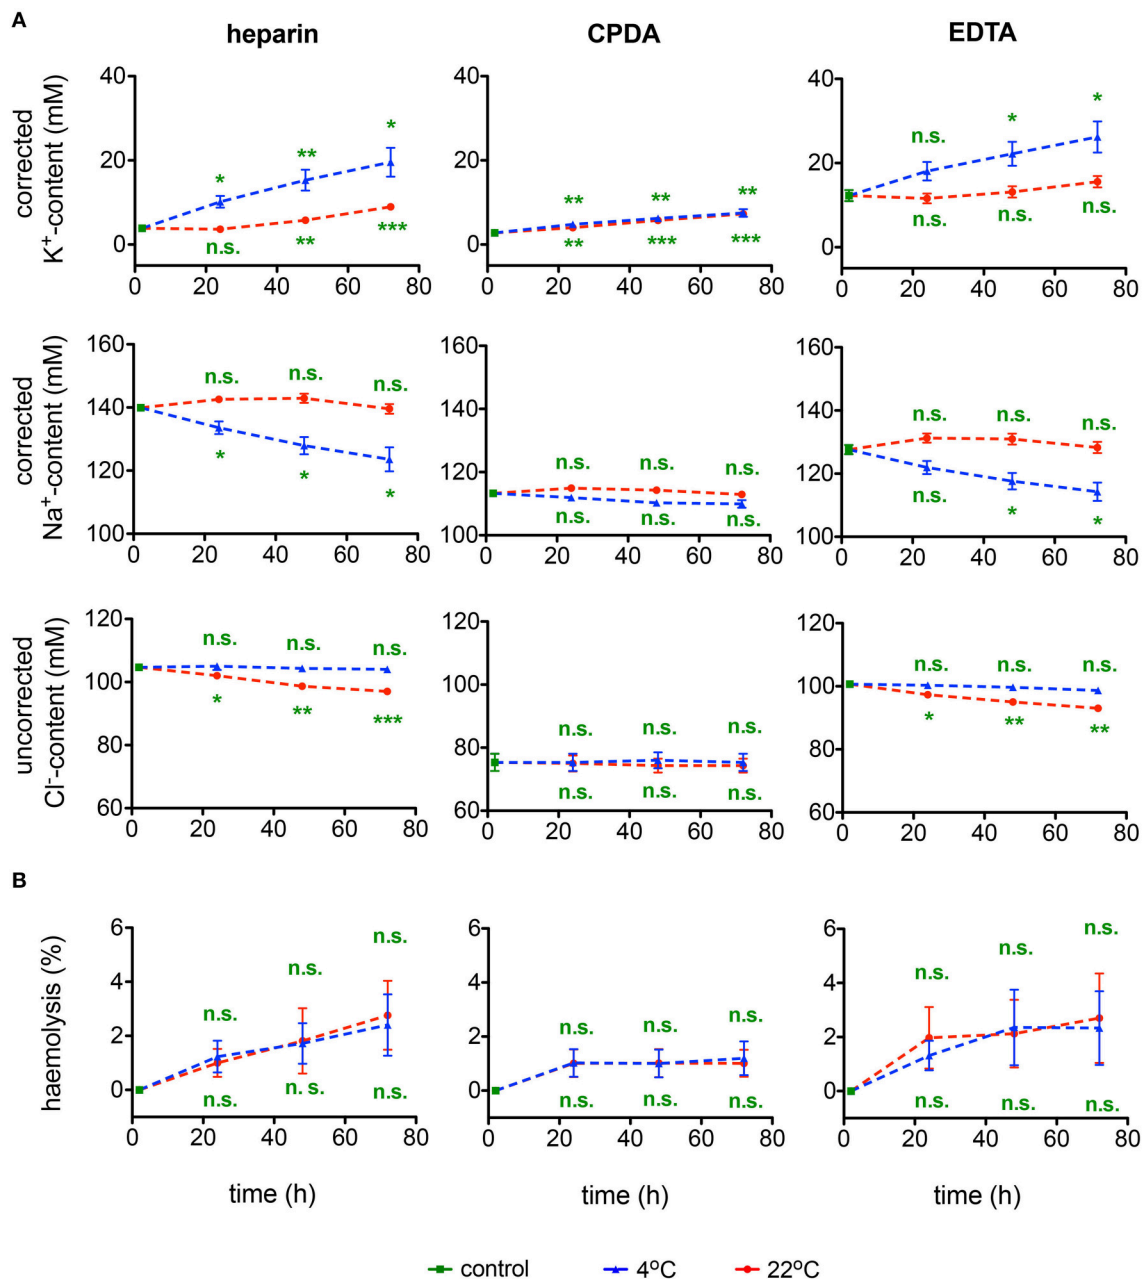 A
heparin CPDA EDTA
corrected
K⁺-content (mM)
40 20 0
0 20 40 60 80
* ** *
n.s. ** ***
40 20 0
0 20 40 60 80
** ** **
** *** ***
40 20 0
0 20 40 60 80
n.s. * *
n.s. n.s. n.s.
corrected
Na⁺-content (mM)
160 140 120 100
0 20 40 60 80
n.s. n.s. n.s.
* * *
160 140 120 100
0 20 40 60 80
n.s. n.s. n.s.
n.s. n.s. n.s.
160 140 120 100
0 20 40 60 80
n.s. n.s. n.s.
n.s. * *
uncorrected
Cl⁻-content (mM)
120 100 80 60
0 20 40 60 80
n.s. n.s. n.s.
* ** ***
120 100 80 60
0 20 40 60 80
n.s. n.s. n.s.
n.s. n.s. n.s.
120 100 80 60
0 20 40 60 80
n.s. n.s. n.s.
* ** **
B
haemolysis (%)
6 4 2 0
0 20 40 60 80
n.s. n.s. n.s.
n.s. n. s. n.s.
6 4 2 0
0 20 40 60 80
n.s. n.s. n.s.
n.s. n.s. n.s.
6 4 2 0
0 20 40 60 80
n.s. n.s. n.s.
n.s. n.s. n.s.
time (h) time (h) time (h)
control 4ºC 22ºC